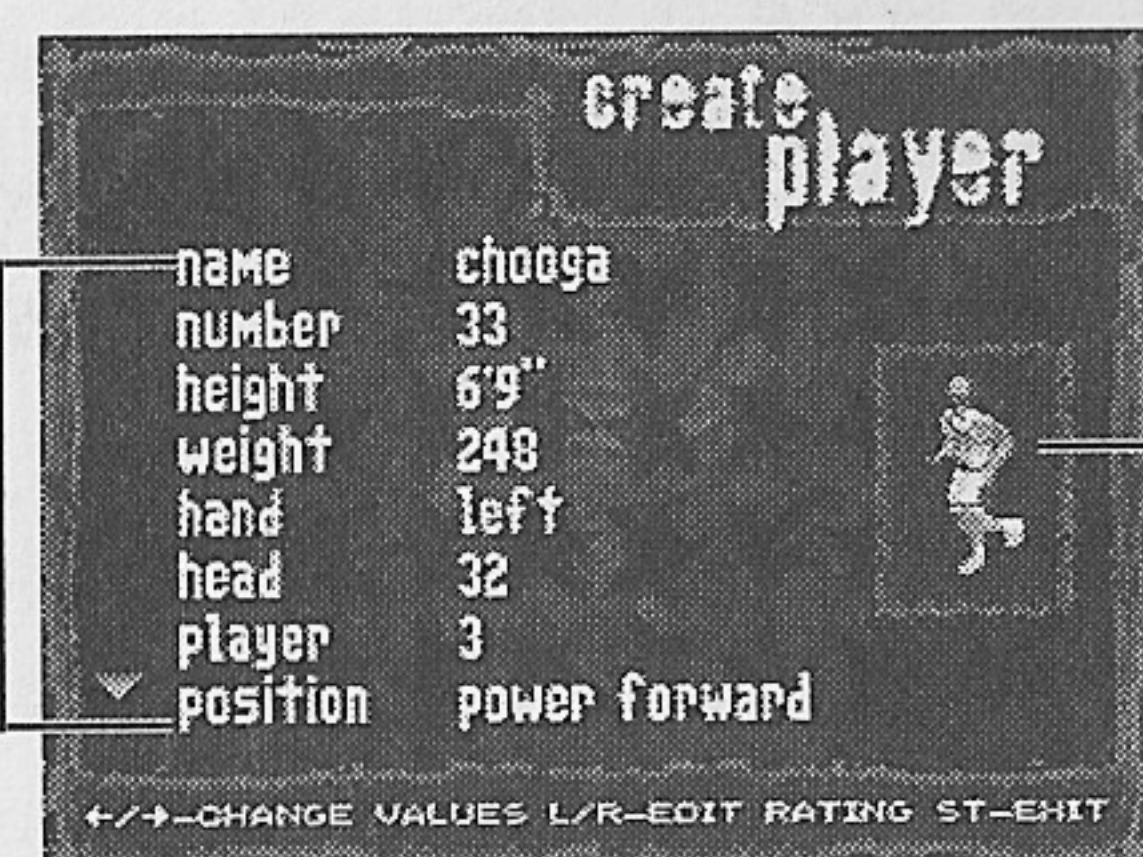 create
player
name chooga
number 33
height 6'9"
weight 248
hand left
head 32
player 3
position power forward
←/→-CHANGE VALUES L/R-EDIT RATING ST-EXIT